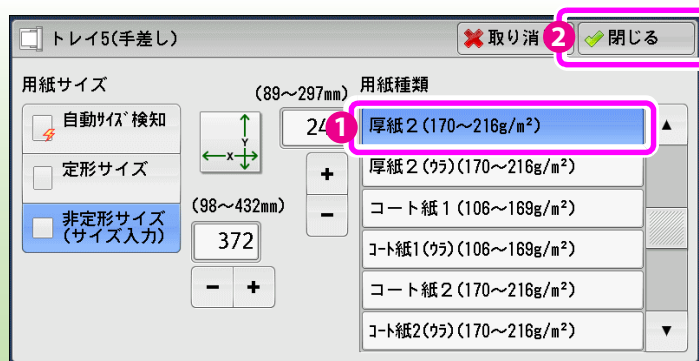 トレイ5(手差し)
取り消
2
閉じる
用紙サイズ
(89～297mm)
用紙種類
自動ｻｲｽﾞ検知
定形サイズ
非定形サイズ
(サイズ入力)
Y
X
24
+
-
(98～432mm)
372
- +
1
厚紙2(170～216g/m²)
厚紙2(ｳﾗ)(170～216g/m²)
コート紙1(106～169g/m²)
ｺｰﾄ紙1(ｳﾗ)(106～169g/m²)
コート紙2(170～216g/m²)
ｺｰﾄ紙2(ｳﾗ)(170～216g/m²)